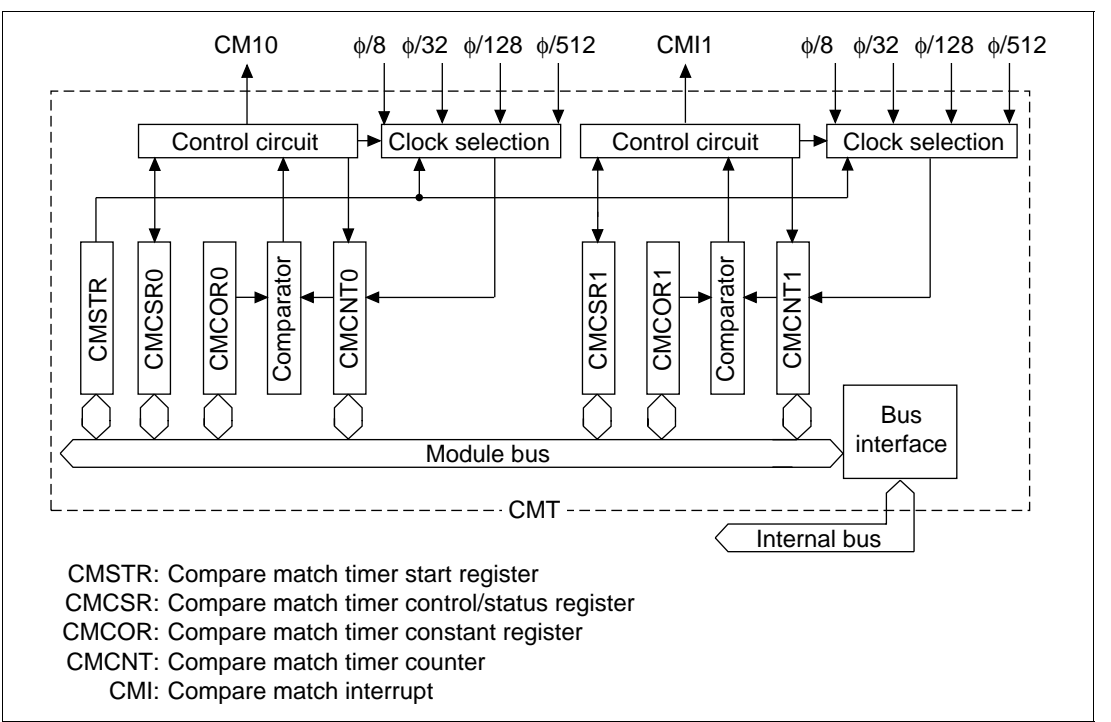 CM10 ϕ/8 ϕ/32 ϕ/128 ϕ/512 CMI1 ϕ/8 ϕ/32 ϕ/128 ϕ/512
Control circuit Clock selection Control circuit Clock selection
CMSTR
CMCSR0
CMCOR0
Comparator
CMCNT0
CMCSR1
CMCOR1
Comparator
CMCNT1
Bus
interface
Module bus
CMT
Internal bus
CMSTR: Compare match timer start register
CMCSR: Compare match timer control/status register
CMCOR: Compare match timer constant register
CMCNT: Compare match timer counter
CMI: Compare match interrupt